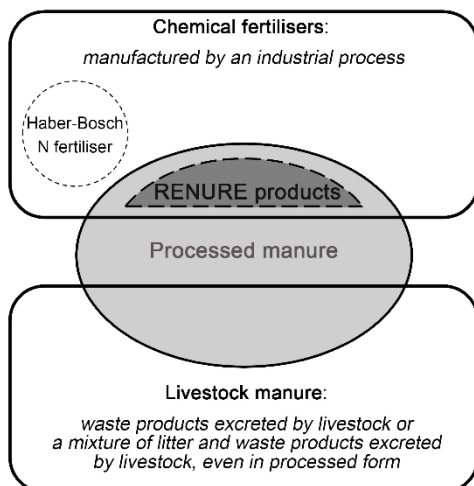 Chemical fertilisers:
manufactured by an industrial process
Haber-Bosch
N fertiliser
RENURE products
Processed manure
Livestock manure:
waste products excreted by livestock or
a mixture of litter and waste products excreted
by livestock, even in processed form